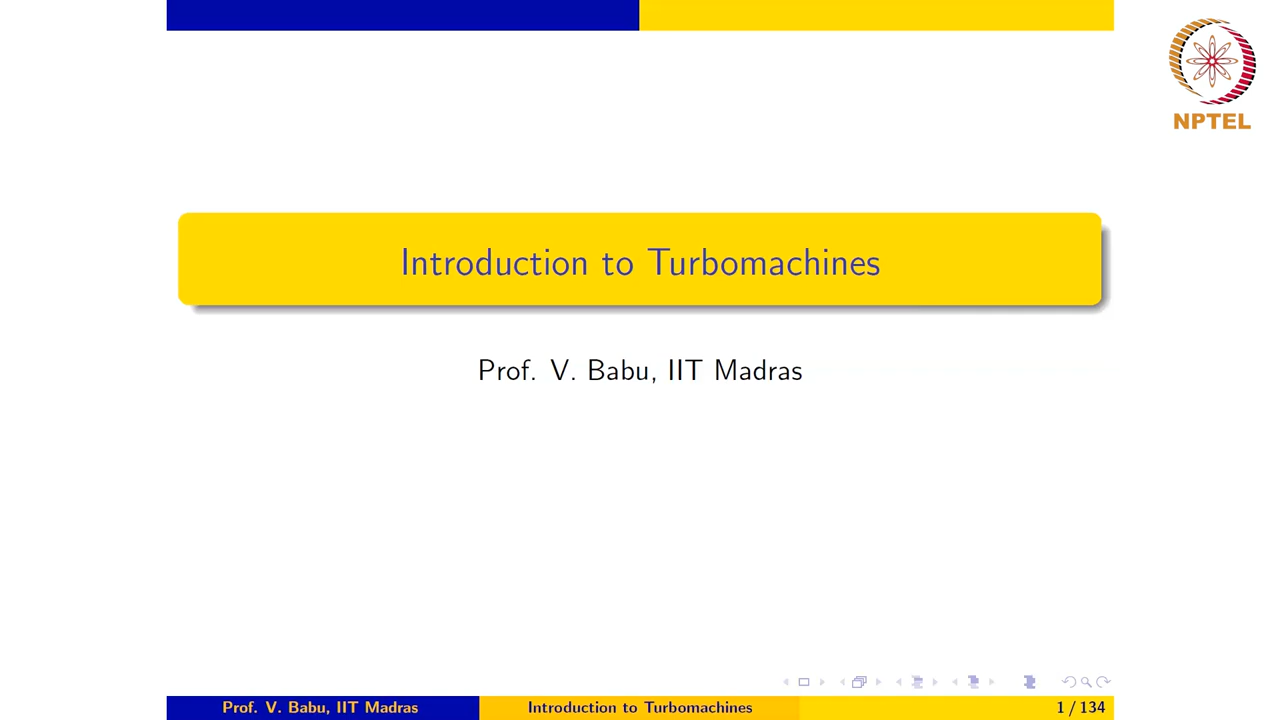 NPTEL
Introduction to Turbomachines
Prof. V. Babu, IIT Madras
Prof. V. Babu, IIT Madras Introduction to Turbomachines 1 / 134